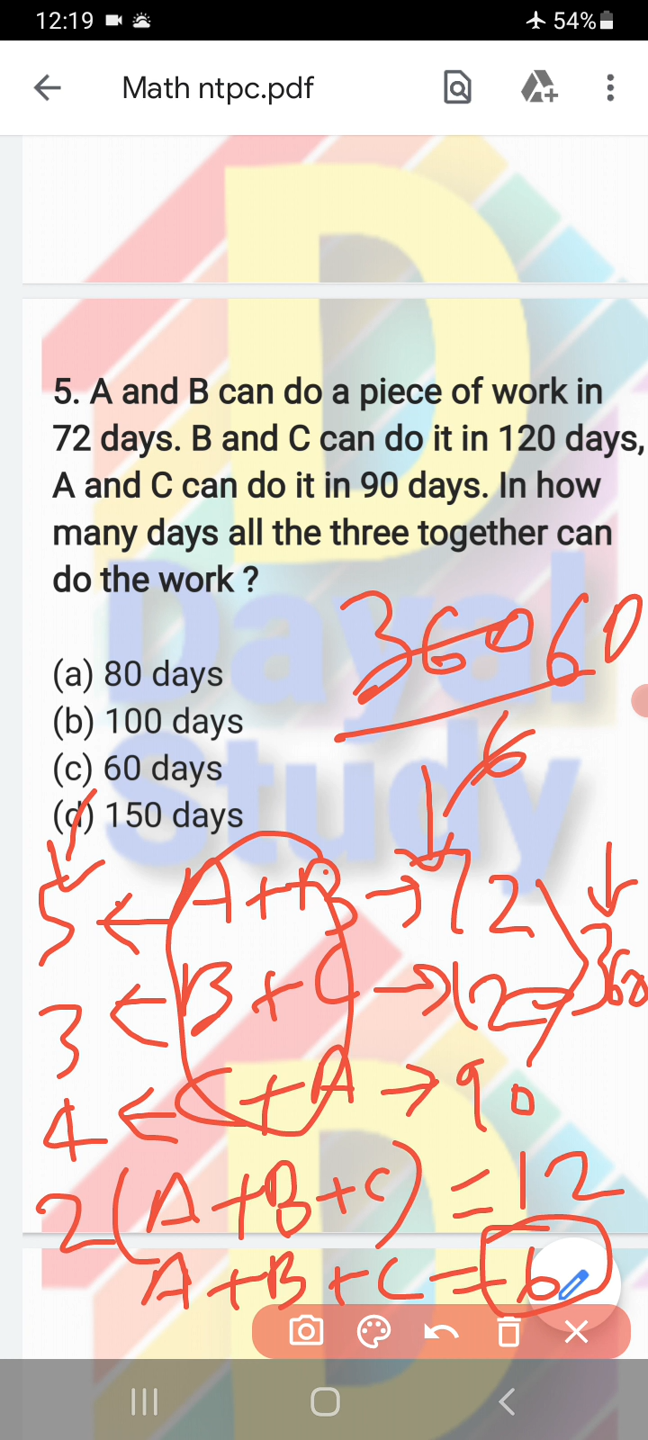 12:19 54%
Math ntpc.pdf
5. A and B can do a piece of work in
72 days. B and C can do it in 120 days,
A and C can do it in 90 days. In how
many days all the three together can
do the work ?
(a) 80 days
(b) 100 days
(c) 60 days
(d) 150 days
Dayal
Study
360 60
6
5 ← A+B → 72
3 ← B+C → 120 360
4 ← C+A → 90
2(A+B+C) = 12
A+B+C = 6